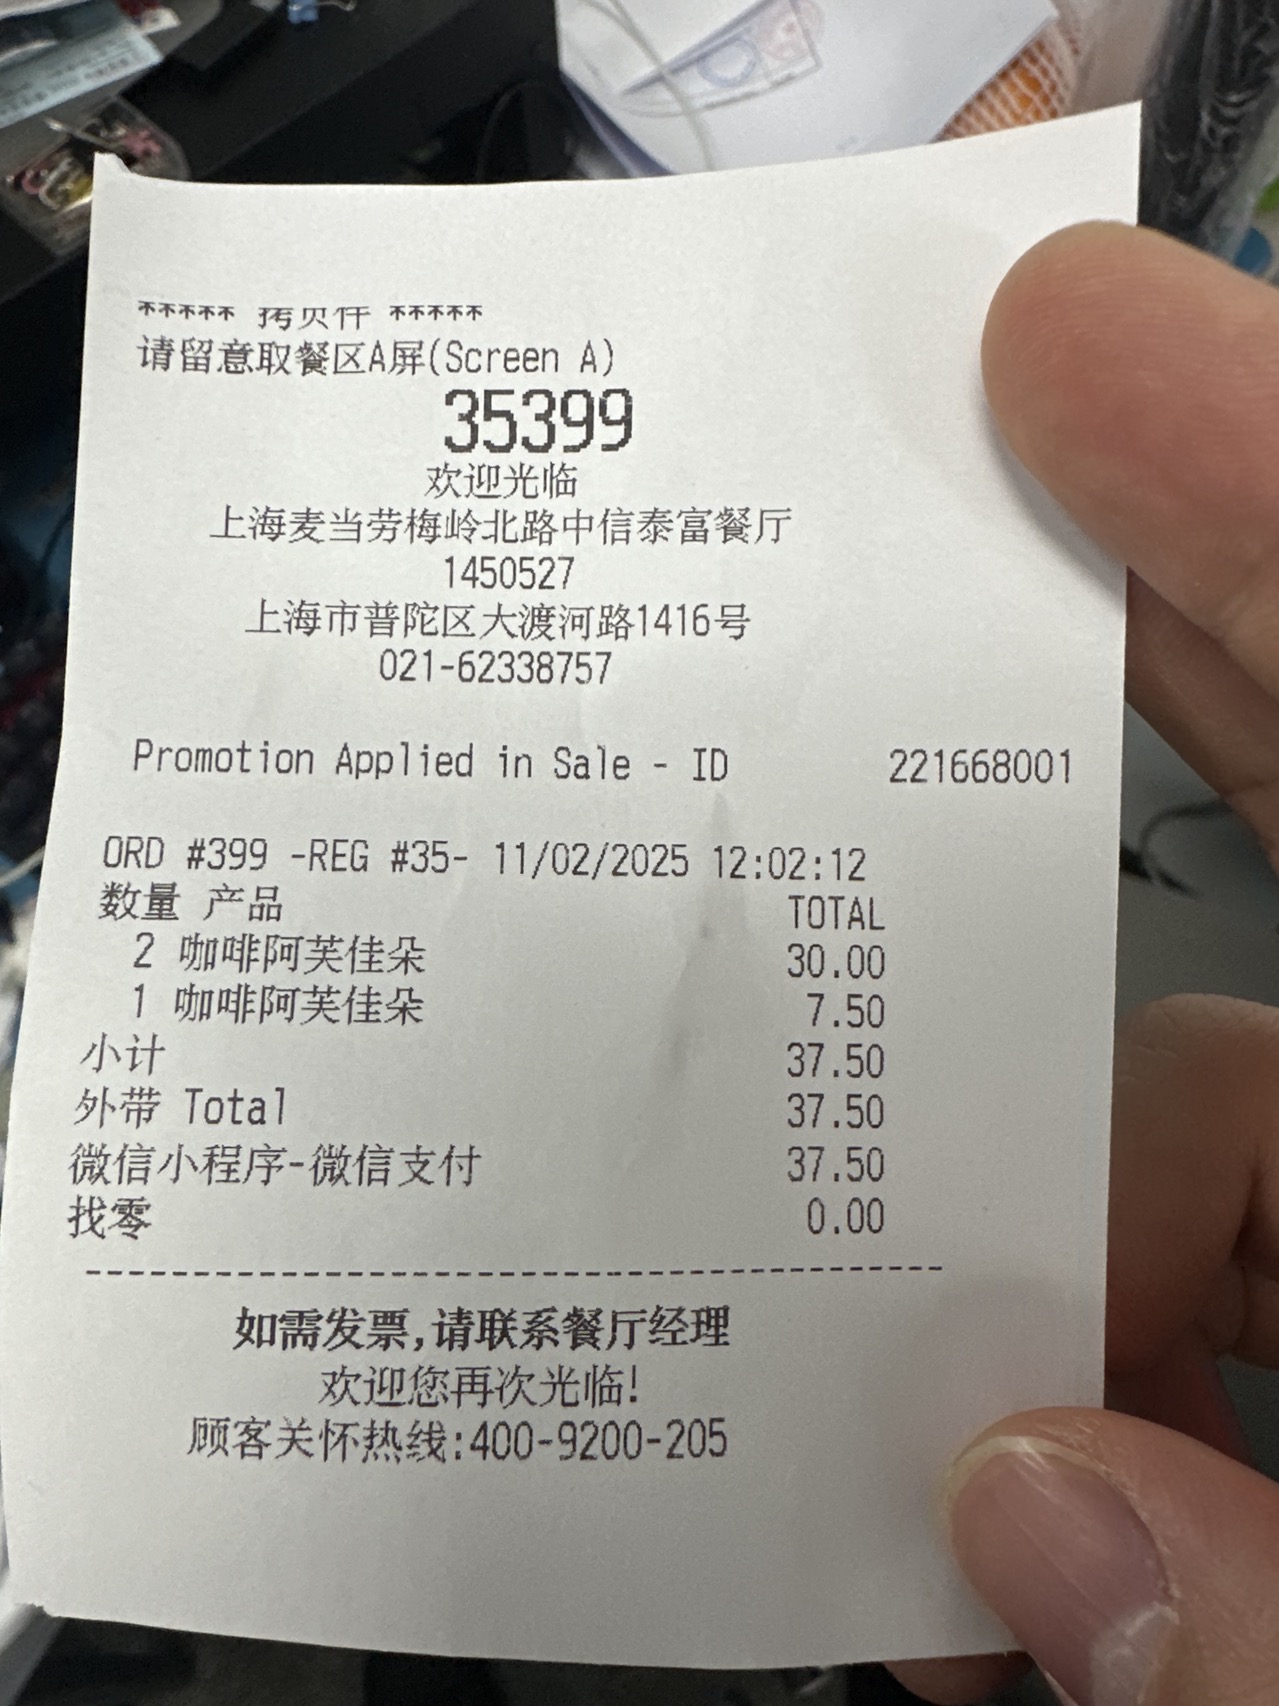 ***** 拷贝件 *****
请留意取餐区A屏(Screen A)
35399
欢迎光临
上海麦当劳梅岭北路中信泰富餐厅
1450527
上海市普陀区大渡河路1416号
021-62338757
Promotion Applied in Sale - ID 221668001
ORD #399 -REG #35- 11/02/2025 12:02:12
数量 产品 TOTAL
2 咖啡阿芙佳朵 30.00
1 咖啡阿芙佳朵 7.50
小计 37.50
外带 Total 37.50
微信小程序-微信支付 37.50
找零 0.00
----------------------------------------
如需发票,请联系餐厅经理
欢迎您再次光临!
顾客关怀热线:400-9200-205